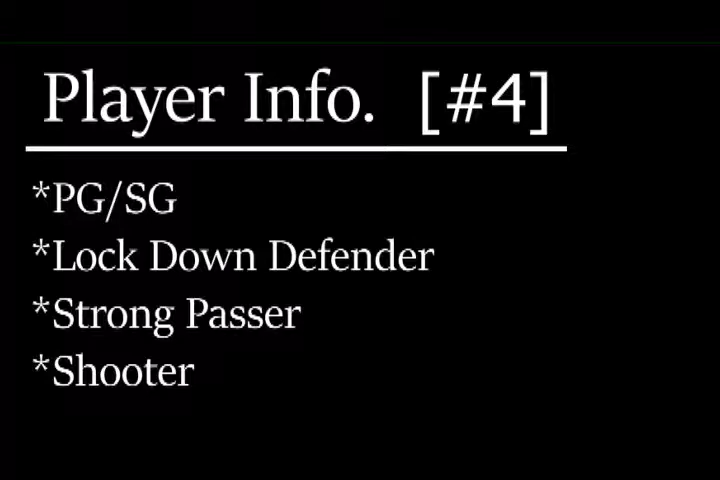 Player Info. [#4]
*PG/SG
*Lock Down Defender
*Strong Passer
*Shooter